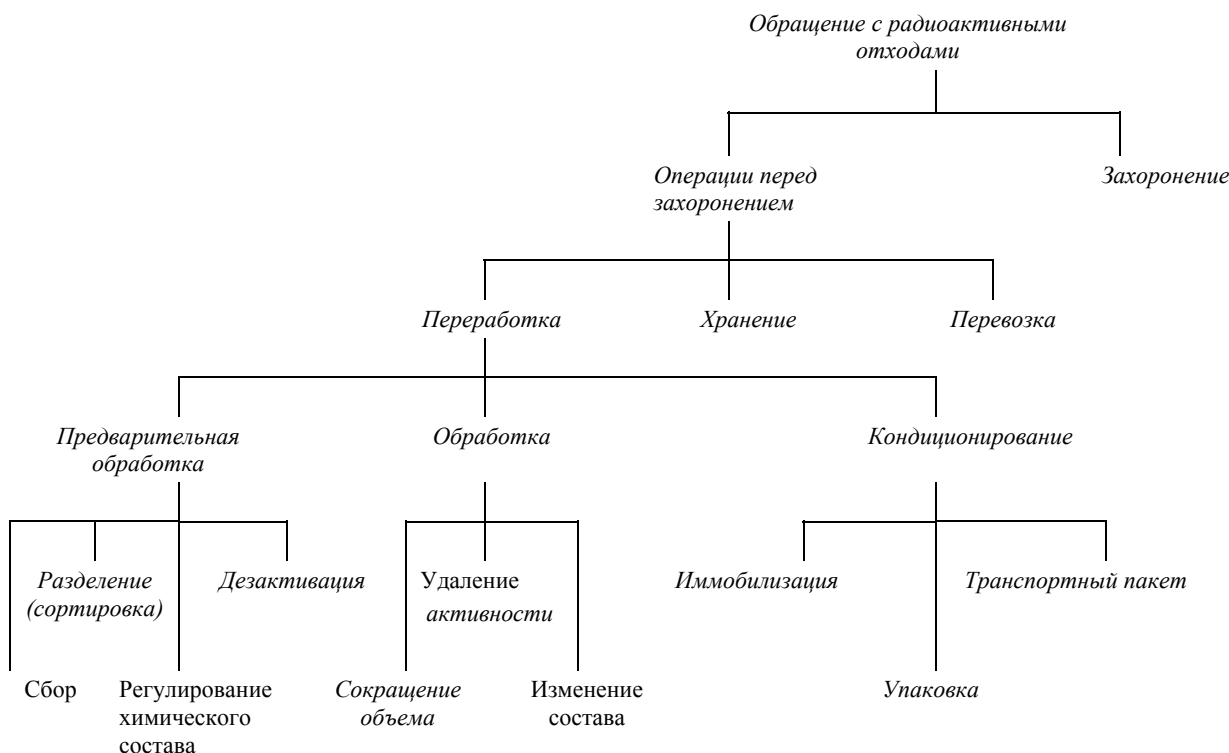 Обращение с радиоактивными
отходами
Операции перед
захоронением
Захоронение
Переработка
Хранение
Перевозка
Предварительная
обработка
Обработка
Кондиционирование
Разделение
(сортировка)
Дезактивация
Удаление
активности
Иммобилизация
Транспортный пакет
Сбор
Регулирование
химического
состава
Сокращение
объема
Изменение
состава
Упаковка